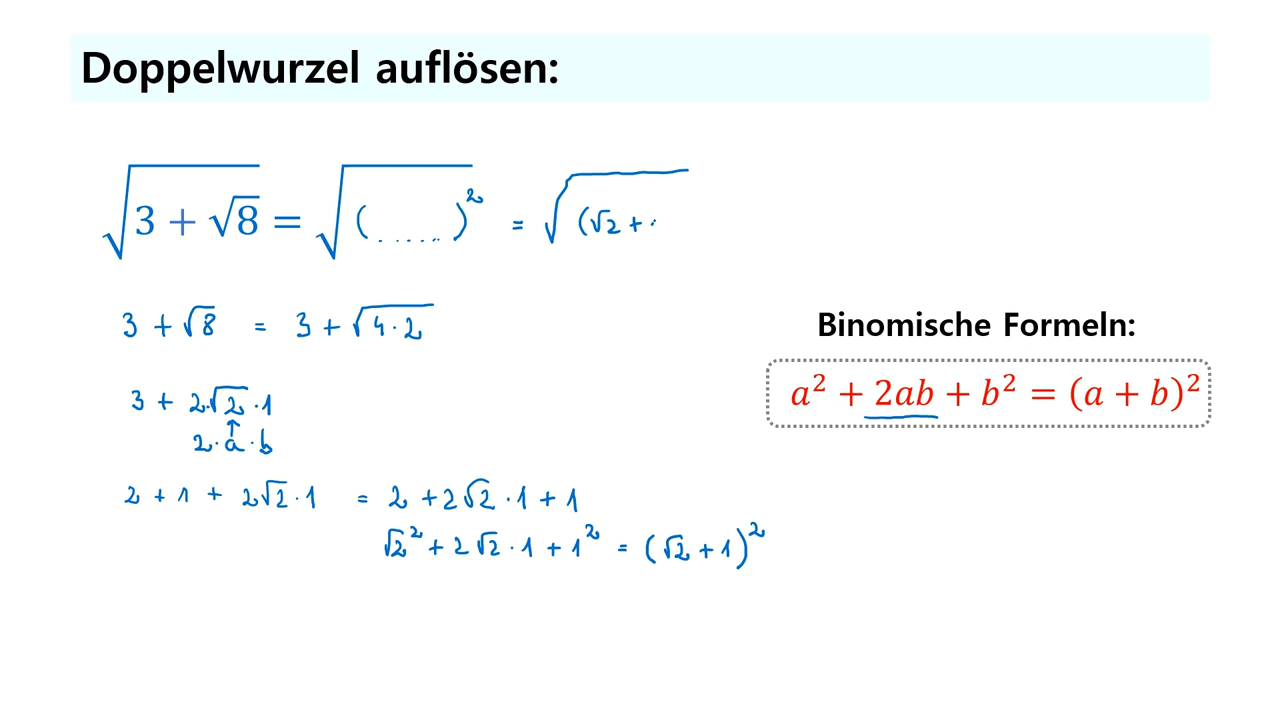 Doppelwurzel auflösen:
√(3 + √8) = √(( ..... )²) = √( (√2 + ·
3 + √8 = 3 + √(4·2)
Binomische Formeln:
a² + 2ab + b² = (a + b)²
3 + 2·√2·1
↑
2·a·b
2 + 1 + 2√2·1 = 2 + 2√2·1 + 1
√2² + 2√2·1 + 1² = (√2 + 1)²